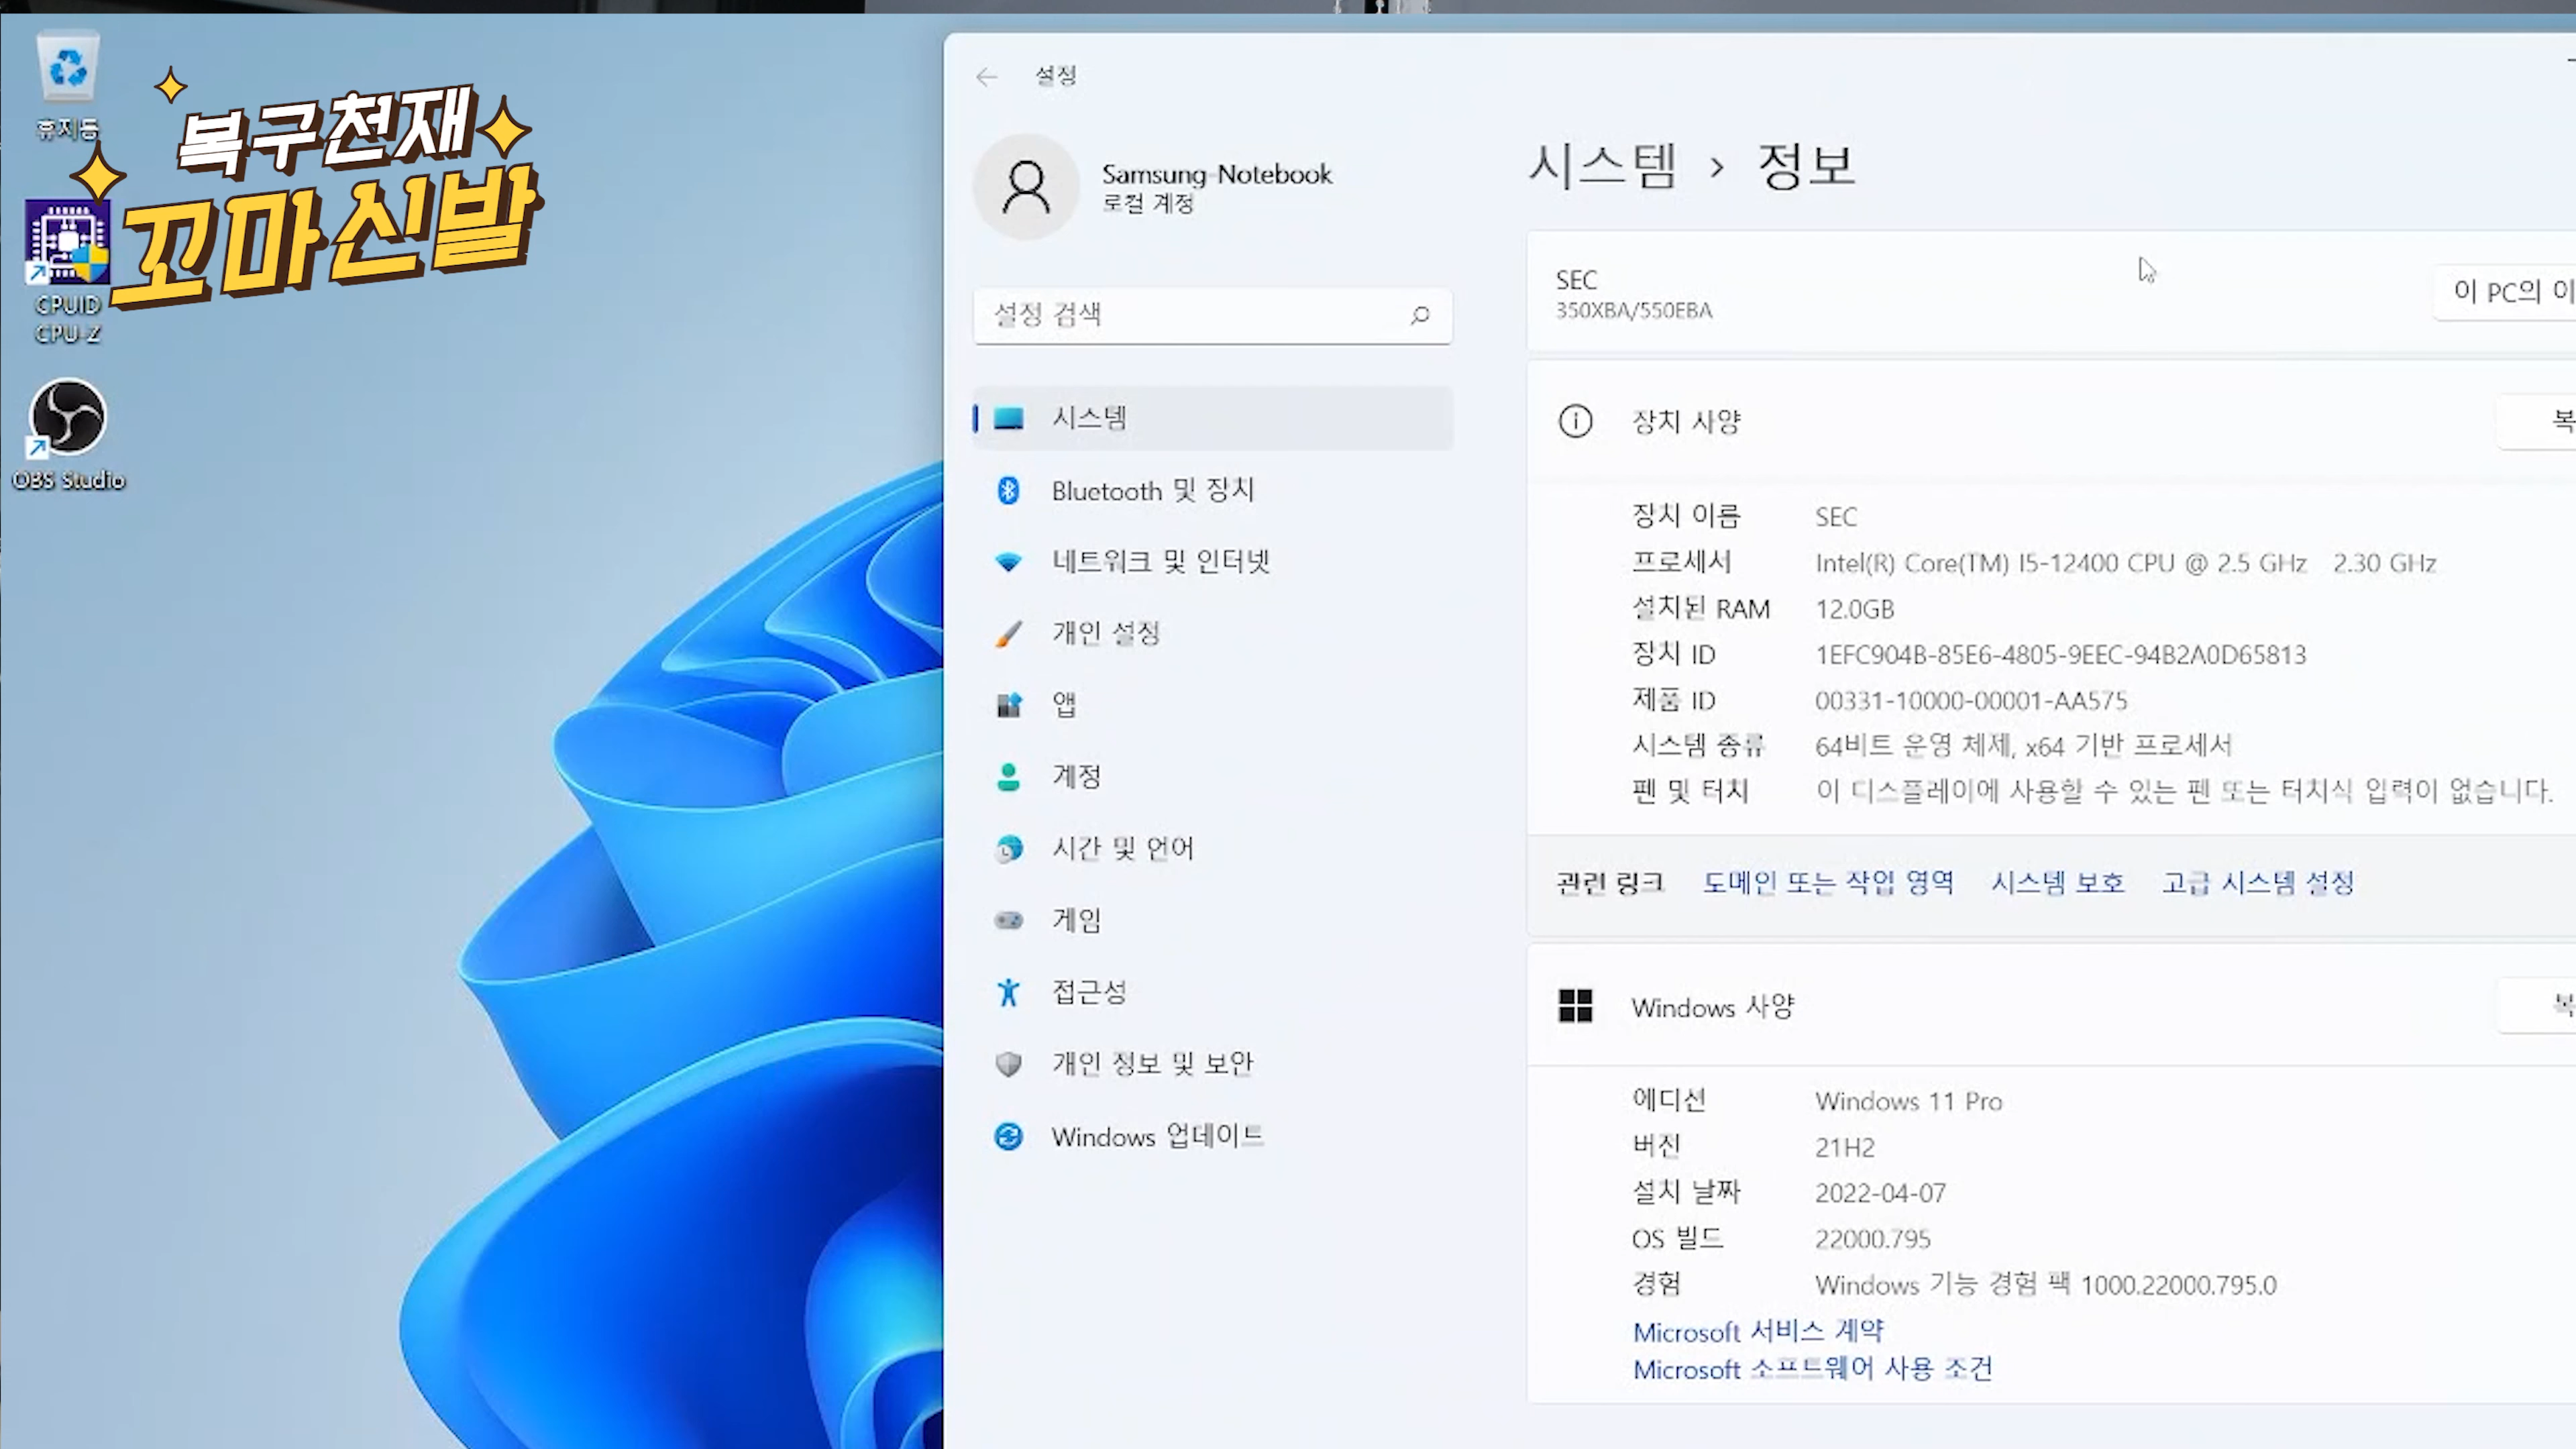 휴지통
복구천재
꼬마신발
CPUID
CPU-Z
OBS Studio
설정
Samsung-Notebook
로컬 계정
설정 검색
시스템
Bluetooth 및 장치
네트워크 및 인터넷
개인 설정
앱
계정
시간 및 언어
게임
접근성
개인 정보 및 보안
Windows 업데이트
시스템 › 정보
SEC
350XBA/550EBA
이 PC의 이
장치 사양
복
장치 이름 SEC
프로세서 Intel(R) Core(TM) I5-12400 CPU @ 2.5 GHz 2.30 GHz
설치된 RAM 12.0GB
장치 ID 1EFC904B-85E6-4805-9EEC-94B2A0D65813
제품 ID 00331-10000-00001-AA575
시스템 종류 64비트 운영 체제, x64 기반 프로세서
펜 및 터치 이 디스플레이에 사용할 수 있는 펜 또는 터치식 입력이 없습니다.
관련 링크 도메인 또는 작업 영역 시스템 보호 고급 시스템 설정
Windows 사양
복
에디션 Windows 11 Pro
버전 21H2
설치 날짜 2022-04-07
OS 빌드 22000.795
경험 Windows 기능 경험 팩 1000.22000.795.0
Microsoft 서비스 계약
Microsoft 소프트웨어 사용 조건